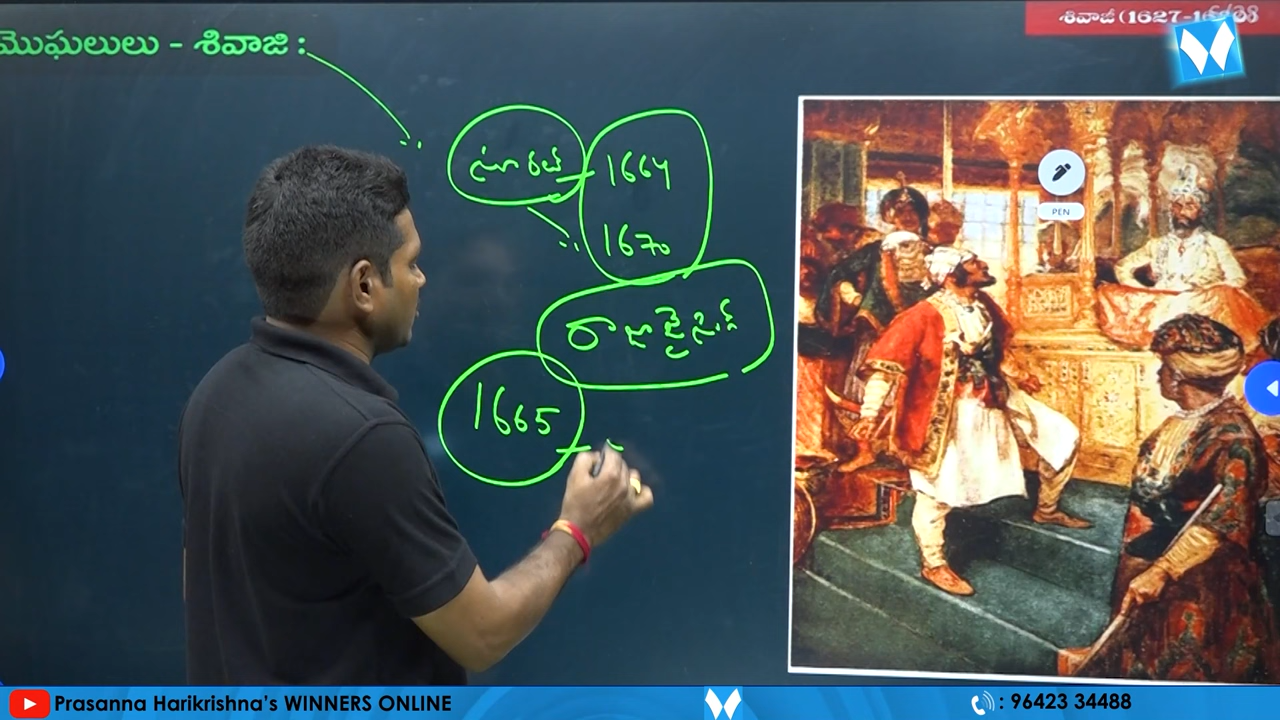 శివాజీ (1627-1680)
మొఘలులు - శివాజి :
సూరత్ - 1664
1670
రాజా జైసింగ్
1665
PEN
Prasanna Harikrishna's WINNERS ONLINE
: 96423 34488